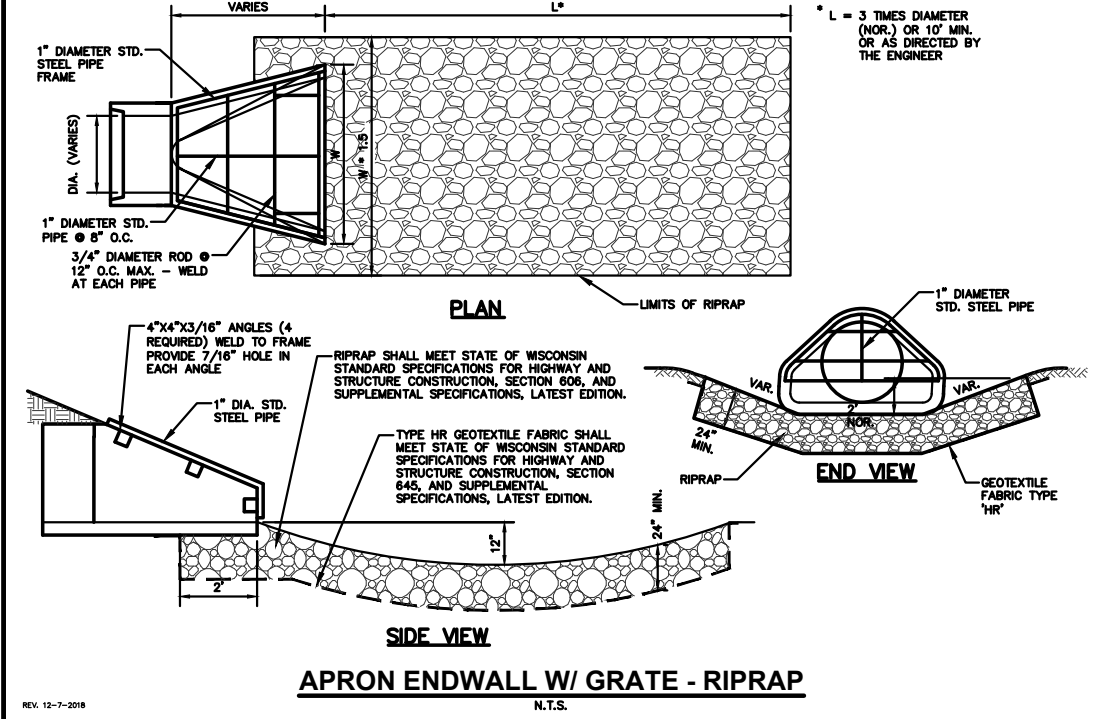 VARIES
L*
* L = 3 TIMES DIAMETER
(NOR.) OR 10' MIN.
OR AS DIRECTED BY
THE ENGINEER
1" DIAMETER STD.
STEEL PIPE
FRAME
DIA. (VARIES)
W
W * 1.5
1" DIAMETER STD.
PIPE @ 8" O.C.
3/4" DIAMETER ROD @
12" O.C. MAX. - WELD
AT EACH PIPE
PLAN
LIMITS OF RIPRAP
4"X4"X3/16" ANGLES (4
REQUIRED) WELD TO FRAME
PROVIDE 7/16" HOLE IN
EACH ANGLE
1" DIA. STD.
STEEL PIPE
RIPRAP SHALL MEET STATE OF WISCONSIN
STANDARD SPECIFICATIONS FOR HIGHWAY AND
STRUCTURE CONSTRUCTION, SECTION 606, AND
SUPPLEMENTAL SPECIFICATIONS, LATEST EDITION.
TYPE HR GEOTEXTILE FABRIC SHALL
MEET STATE OF WISCONSIN STANDARD
SPECIFICATIONS FOR HIGHWAY AND
STRUCTURE CONSTRUCTION, SECTION
645, AND SUPPLEMENTAL
SPECIFICATIONS, LATEST EDITION.
12"
24" MIN.
2'
SIDE VIEW
1" DIAMETER
STD. STEEL PIPE
VAR.
VAR.
2'
NOR.
24"
MIN.
RIPRAP
END VIEW
GEOTEXTILE
FABRIC TYPE
'HR'
APRON ENDWALL W/ GRATE - RIPRAP
N.T.S.
REV. 12-7-2018